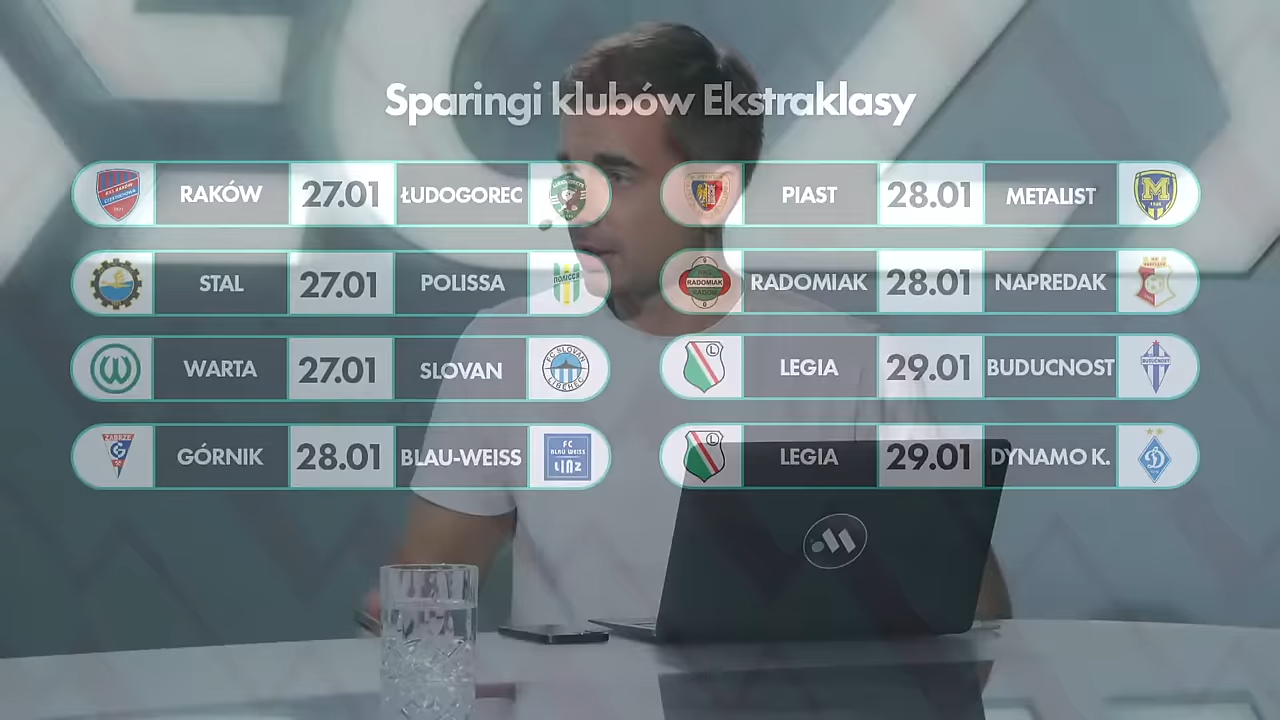 Sparingi klubów Ekstraklasy
RAKÓW 27.01 ŁUDOGOREC
STAL 27.01 POLISSA
WARTA 27.01 SLOVAN
GÓRNIK 28.01 BLAU-WEISS
PIAST 28.01 METALIST
RADOMIAK 28.01 NAPREDAK
LEGIA 29.01 BUDUCNOST
LEGIA 29.01 DYNAMO K.